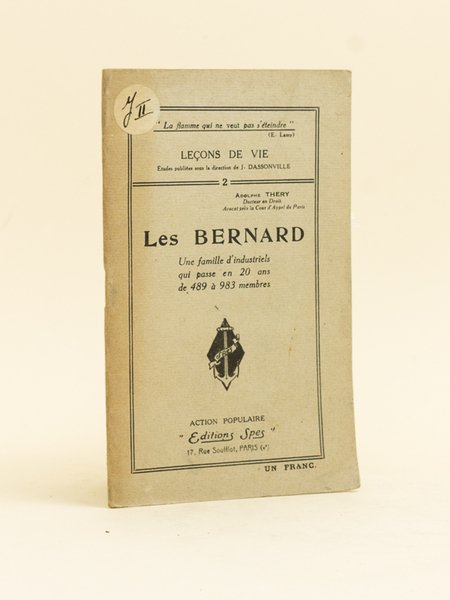 J II
" La flamme qui ne veut pas s'éteindre "
(E. Lamy)
LEÇONS DE VIE
Etudes publiées sous la direction de J. DASSONVILLE
2
ADOLPHE THERY
Docteur en Droit
Avocat près la Cour d'Appel de Paris
Les BERNARD
Une famille d'industriels
qui passe en 20 ans
de 489 à 983 membres
ACTION POPULAIRE
" Editions Spes "
17, Rue Soufflot, PARIS (vᵉ)
UN FRANC.